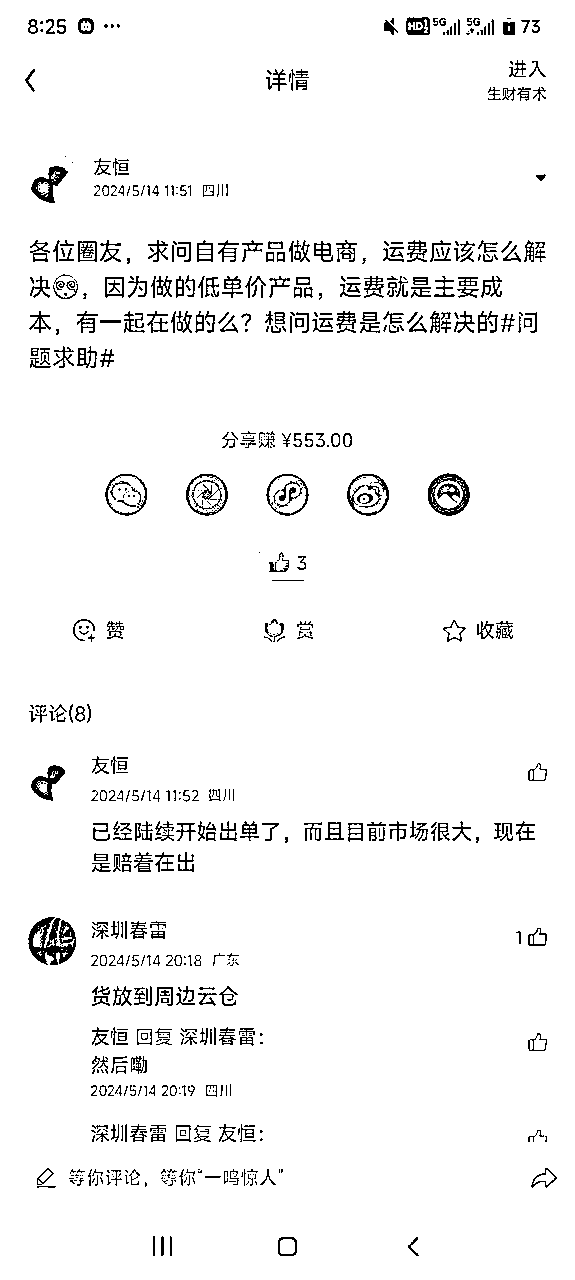 8:25 ··· HD2 5G 5G 73
详情
进入
生财有术
友恒
2024/5/14 11:51 四川
各位圈友，求问自有产品做电商，运费应该怎么解
决😳，因为做的低单价产品，运费就是主要成
本，有一起在做的么？想问运费是怎么解决的#问
题求助#
分享赚 ¥553.00
3
赞
赏
收藏
评论(8)
友恒
2024/5/14 11:52 四川
已经陆续开始出单了，而且目前市场很大，现在
是赔着在出
深圳春雷
1
2024/5/14 20:18 广东
货放到周边云仓
友恒 回复 深圳春雷：
然后嘞
2024/5/14 20:19 四川
深圳春雷 回复 友恒：
等你评论，等你“一鸣惊人”